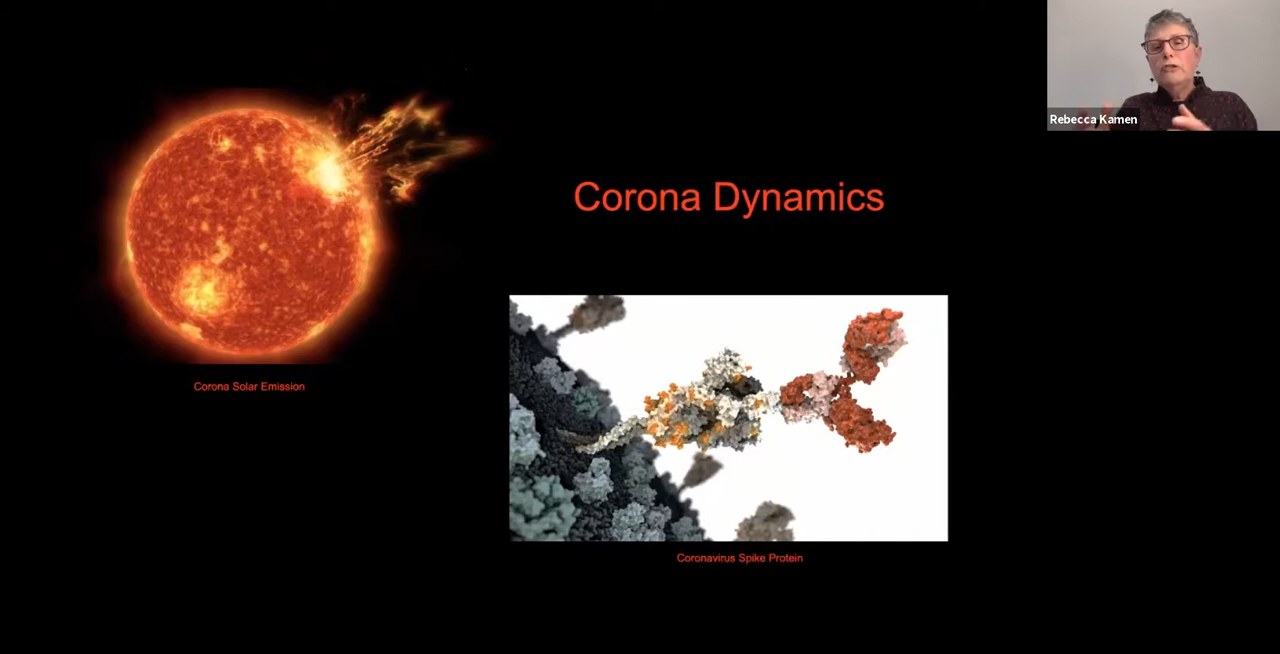 Rebecca Kamen
Corona Dynamics
Corona Solar Emission
Coronavirus Spike Protein